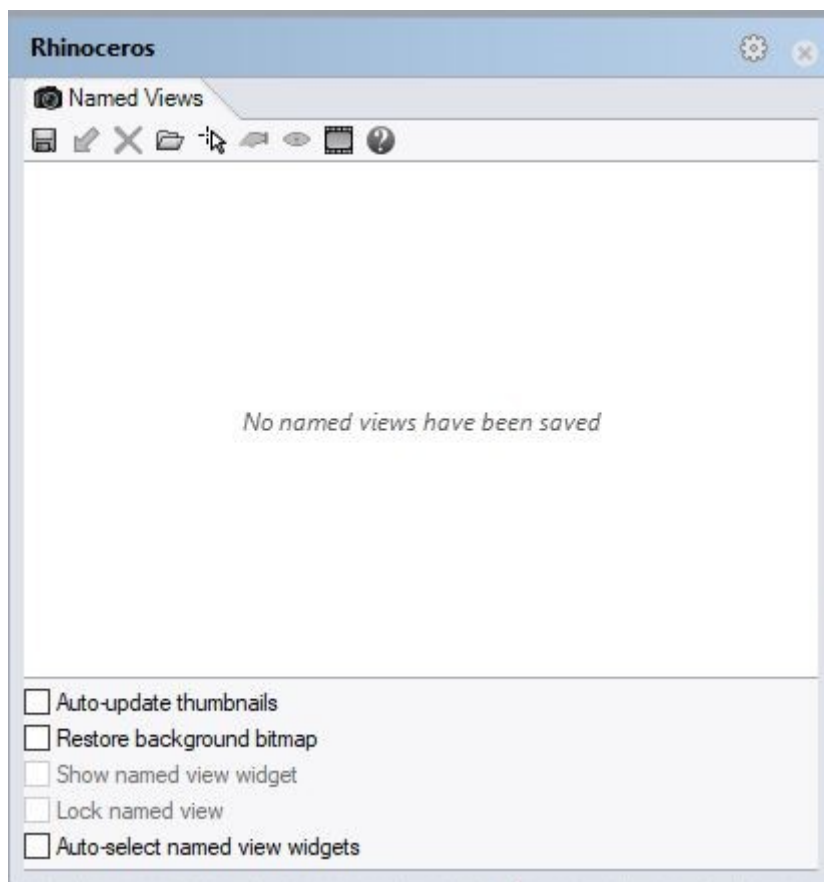 Rhinoceros
Named Views
No named views have been saved
Auto-update thumbnails
Restore background bitmap
Show named view widget
Lock named view
Auto-select named view widgets